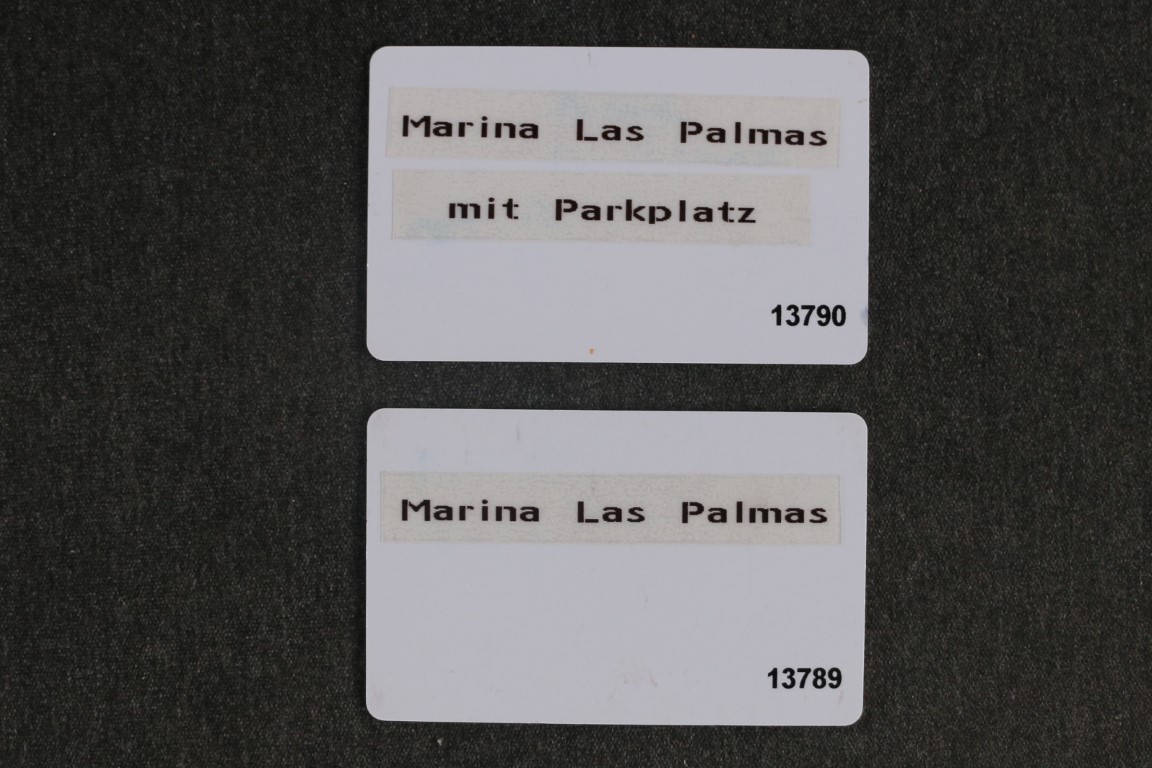 Marina Las Palmas
mit Parkplatz
13790
Marina Las Palmas
13789